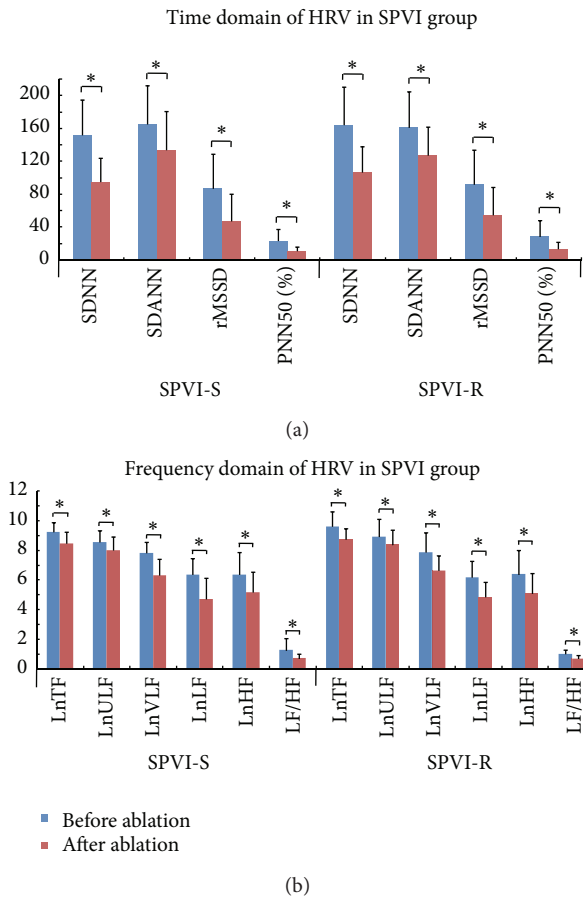 Time domain of HRV in SPVI group
200
160
120
80
40
0
* * * * * * * *
SDNN
SDANN
rMSSD
PNN50 (%)
SDNN
SDANN
rMSSD
PNN50 (%)
SPVI-S SPVI-R
(a)
Frequency domain of HRV in SPVI group
12
10
8
6
4
2
0
* * * * * * * * * * * *
LnTF
LnULF
LnVLF
LnLF
LnHF
LF/HF
LnTF
LnULF
LnVLF
LnLF
LnHF
LF/HF
SPVI-S SPVI-R
Before ablation
After ablation
(b)